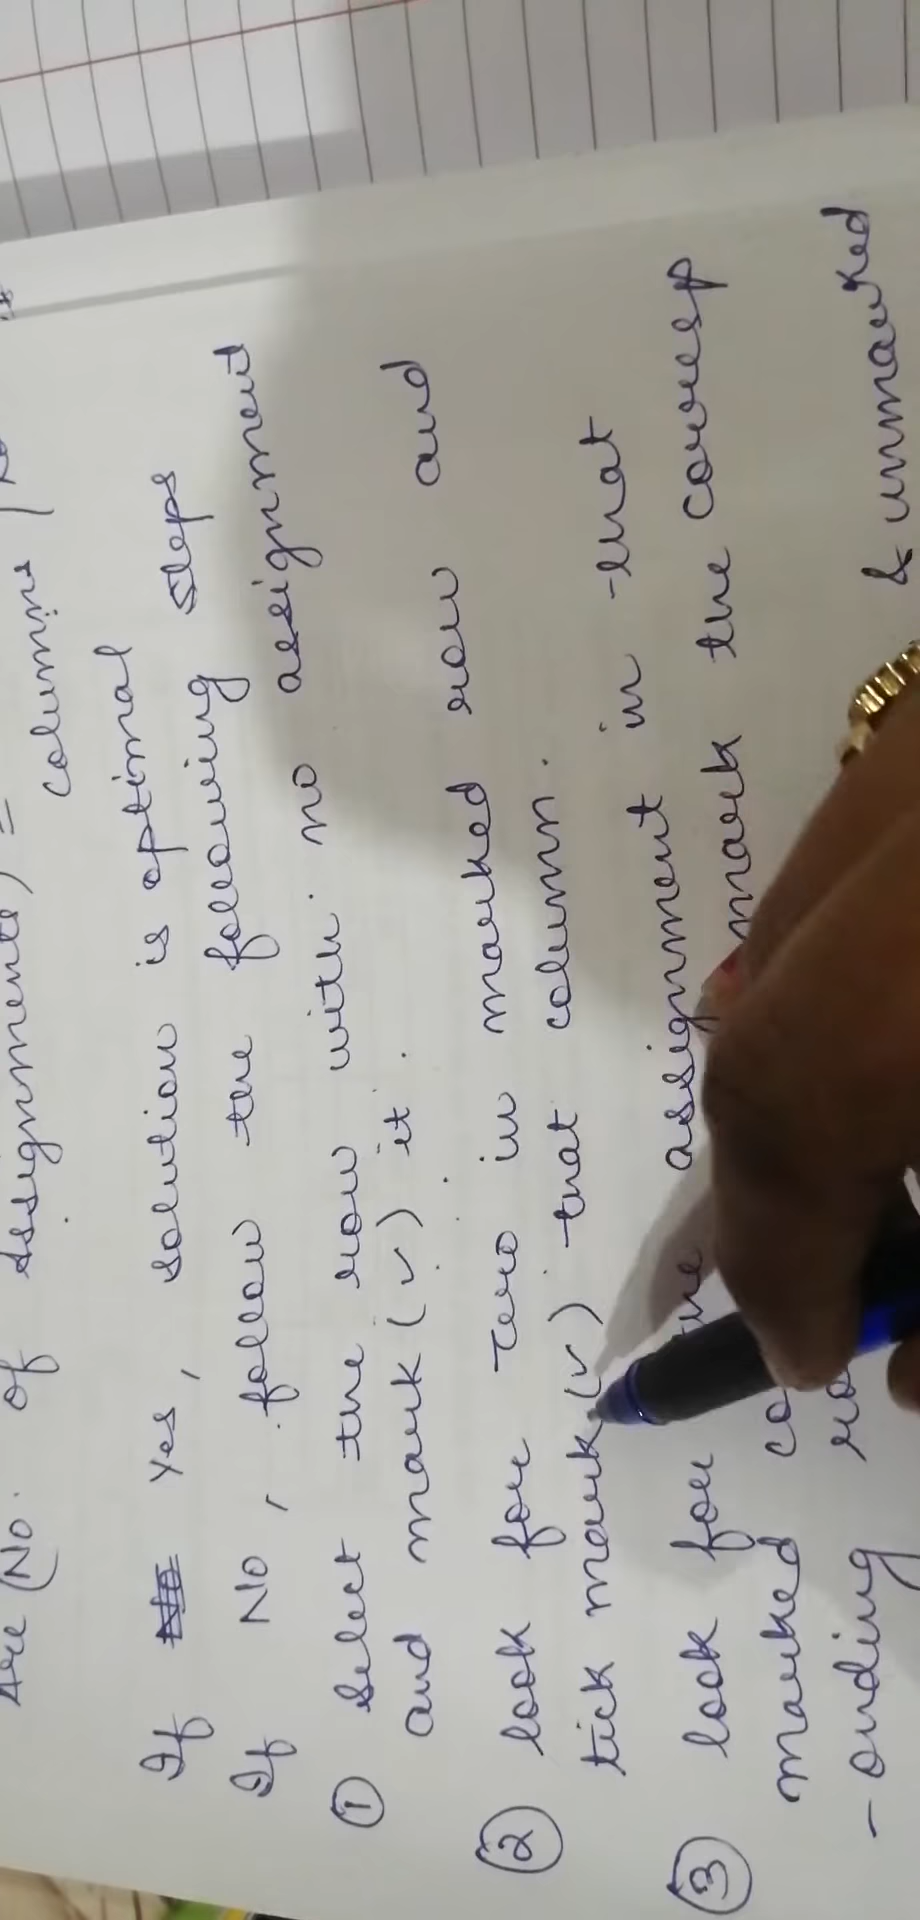 Are (No. of assignments) =
columns
If Yes, solution is optimal
If No, follow the following steps
① Select the row with no assignment
and mark (✓) it.
② look for zero in marked row and
tick mark (✓) that column.
③ look for assignment in that
marked mark the corresp
-onding
& unmarked